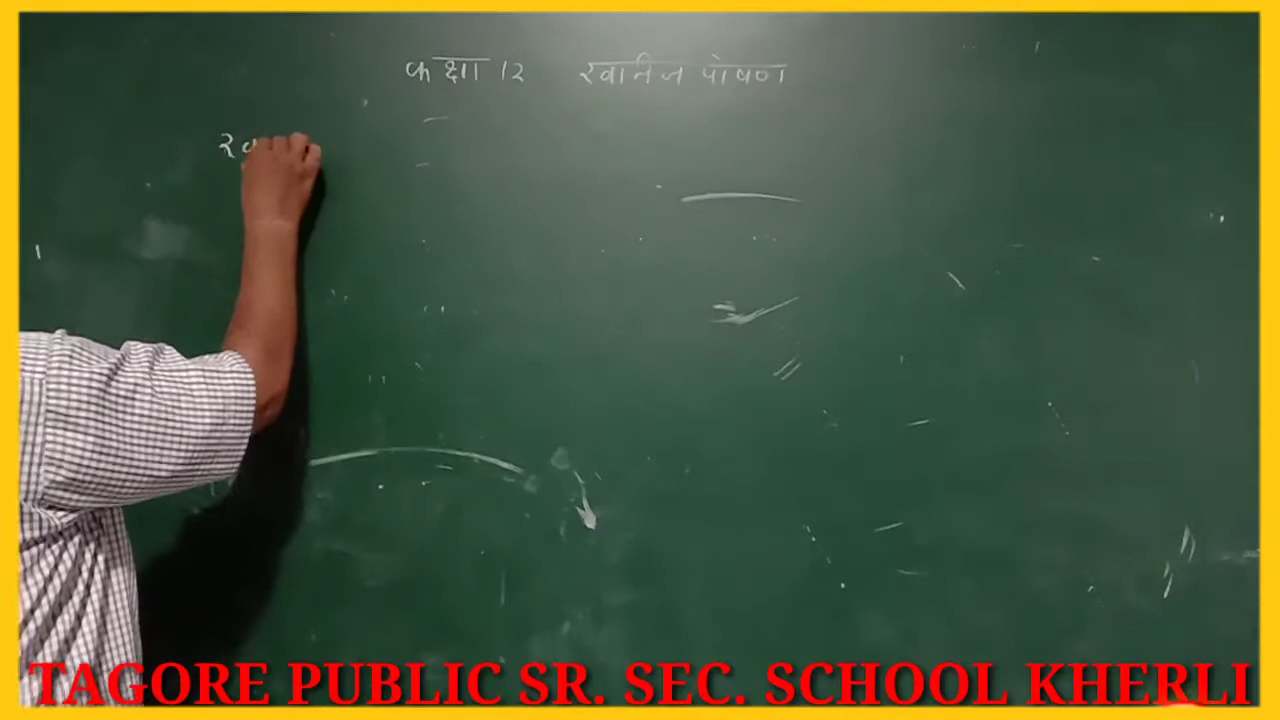 कक्षा 12 खनिज पोषण
TAGORE PUBLIC SR. SEC. SCHOOL KHERLI